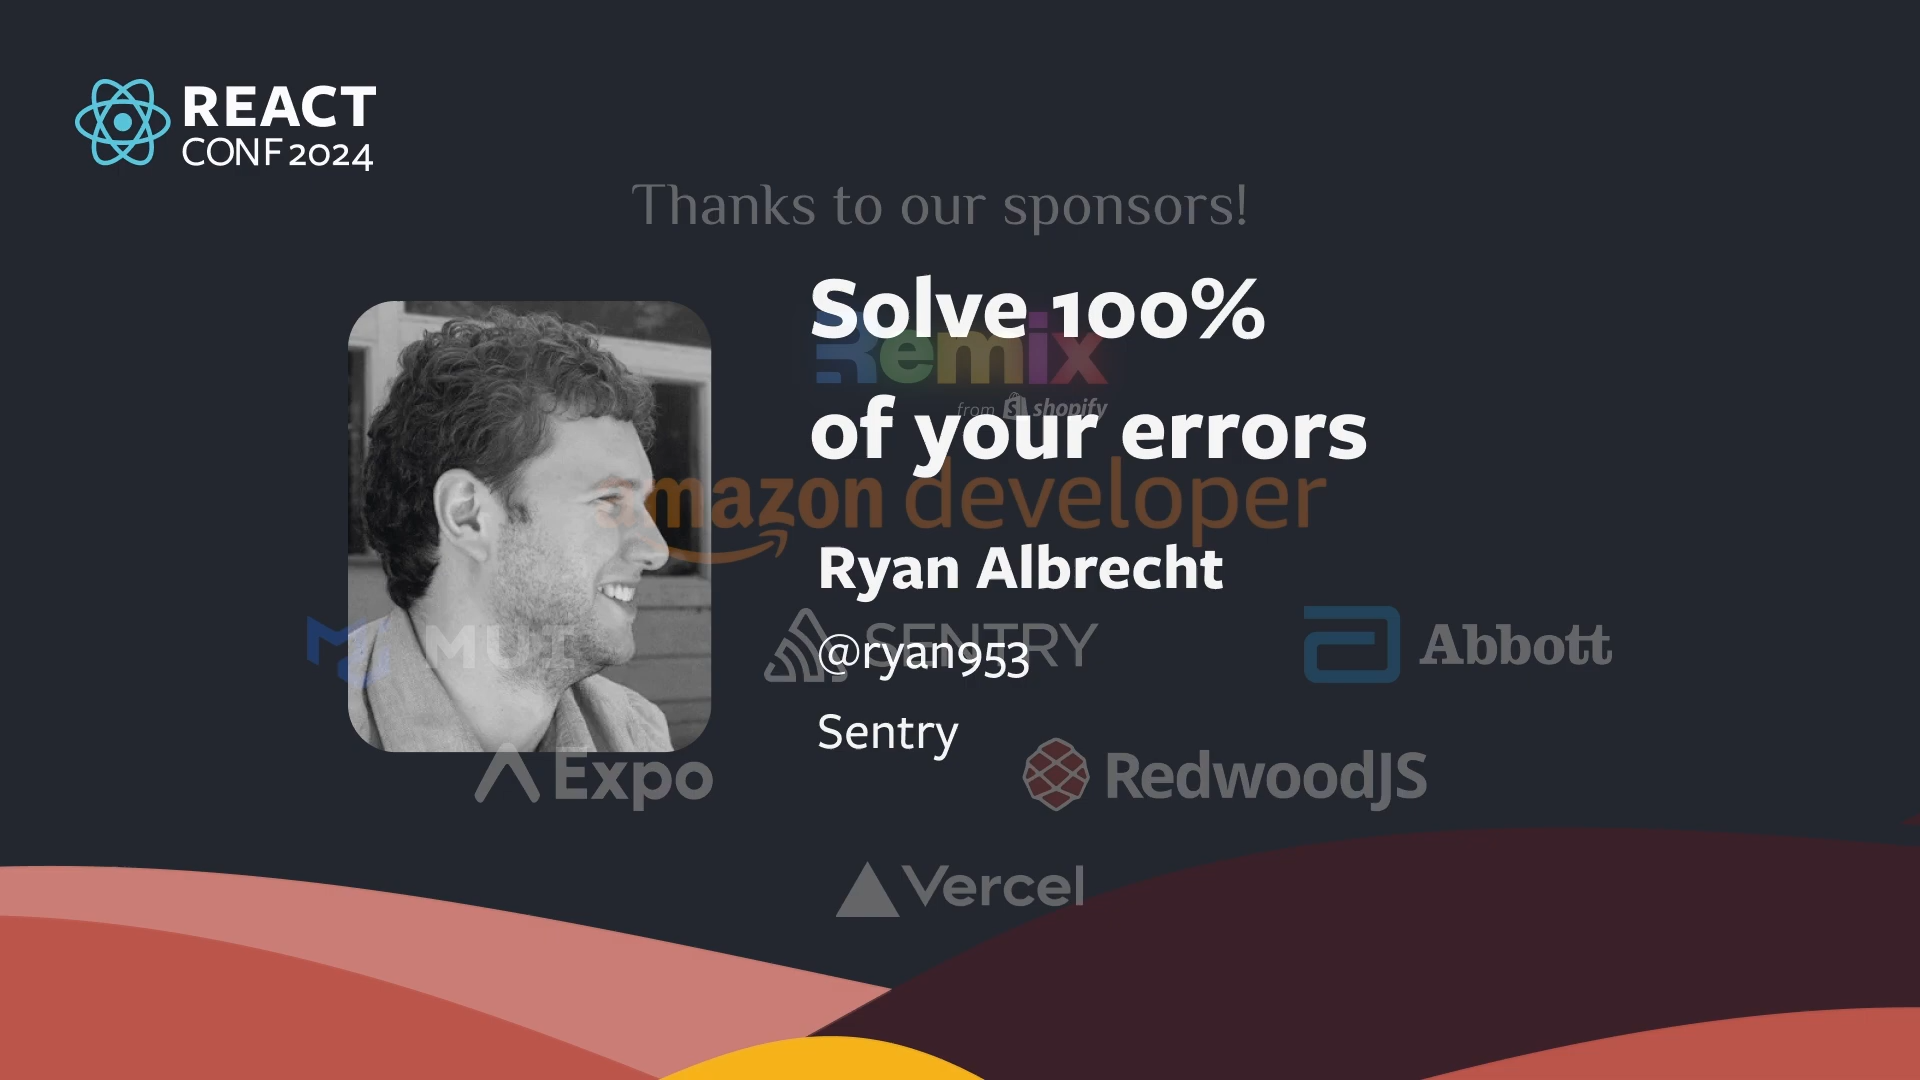 REACT
CONF 2024
Thanks to our sponsors!
Solve 100%
Remix
from shopify
of your errors
amazon developer
Ryan Albrecht
MUI
SENTRY
Abbott
@ryan953
Sentry
Expo
RedwoodJS
Vercel